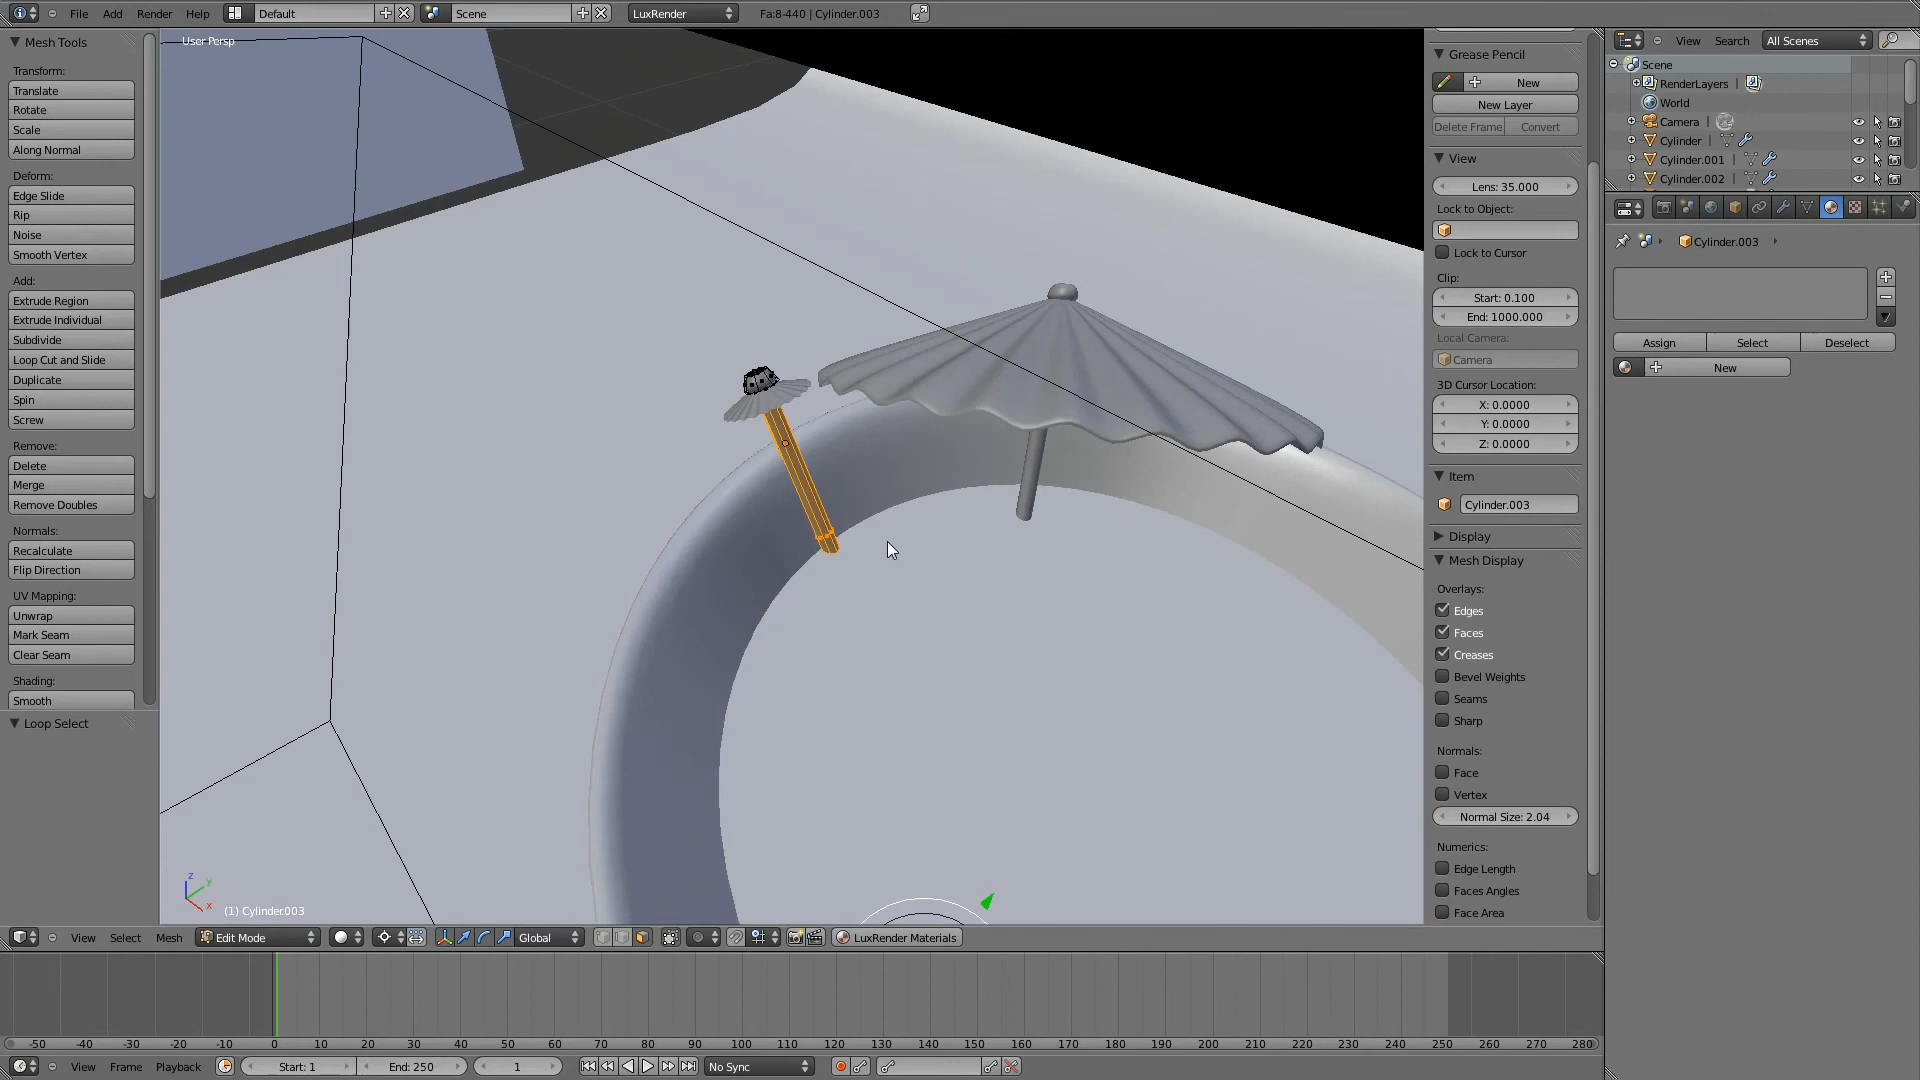 File Add Render Help Default Scene LuxRender Fa:8-440 | Cylinder.003
Mesh Tools
Transform:
Translate
Rotate
Scale
Along Normal
Deform:
Edge Slide
Rip
Noise
Smooth Vertex
Add:
Extrude Region
Extrude Individual
Subdivide
Loop Cut and Slide
Duplicate
Spin
Screw
Remove:
Delete
Merge
Remove Doubles
Normals:
Recalculate
Flip Direction
UV Mapping:
Unwrap
Mark Seam
Clear Seam
Shading:
Smooth
Loop Select
User Persp
z
y
x
(1) Cylinder.003
Grease Pencil
New
New Layer
Delete Frame Convert
View
Lens: 35.000
Lock to Object:
Lock to Cursor
Clip:
Start: 0.100
End: 1000.000
Local Camera:
Camera
3D Cursor Location:
X: 0.0000
Y: 0.0000
Z: 0.0000
Item
Cylinder.003
Display
Mesh Display
Overlays:
Edges
Faces
Creases
Bevel Weights
Seams
Sharp
Normals:
Face
Vertex
Normal Size: 2.04
Numerics:
Edge Length
Edge Angles
Face Area
View Search All Scenes
Scene
RenderLayers |
World
Camera |
Cylinder |
Cylinder.001 |
Cylinder.002 |
Cylinder.003
Assign Select Deselect
New
View Select Mesh Edit Mode Global LuxRender Materials
-50 -40 -30 -20 -10 0 10 20 30 40 50 60 70 80 90 100 110 120 130 140 150 160 170 180 190 200 210 220 230 240 250 260 270 280
View Frame Playback Start: 1 End: 250 1 No Sync